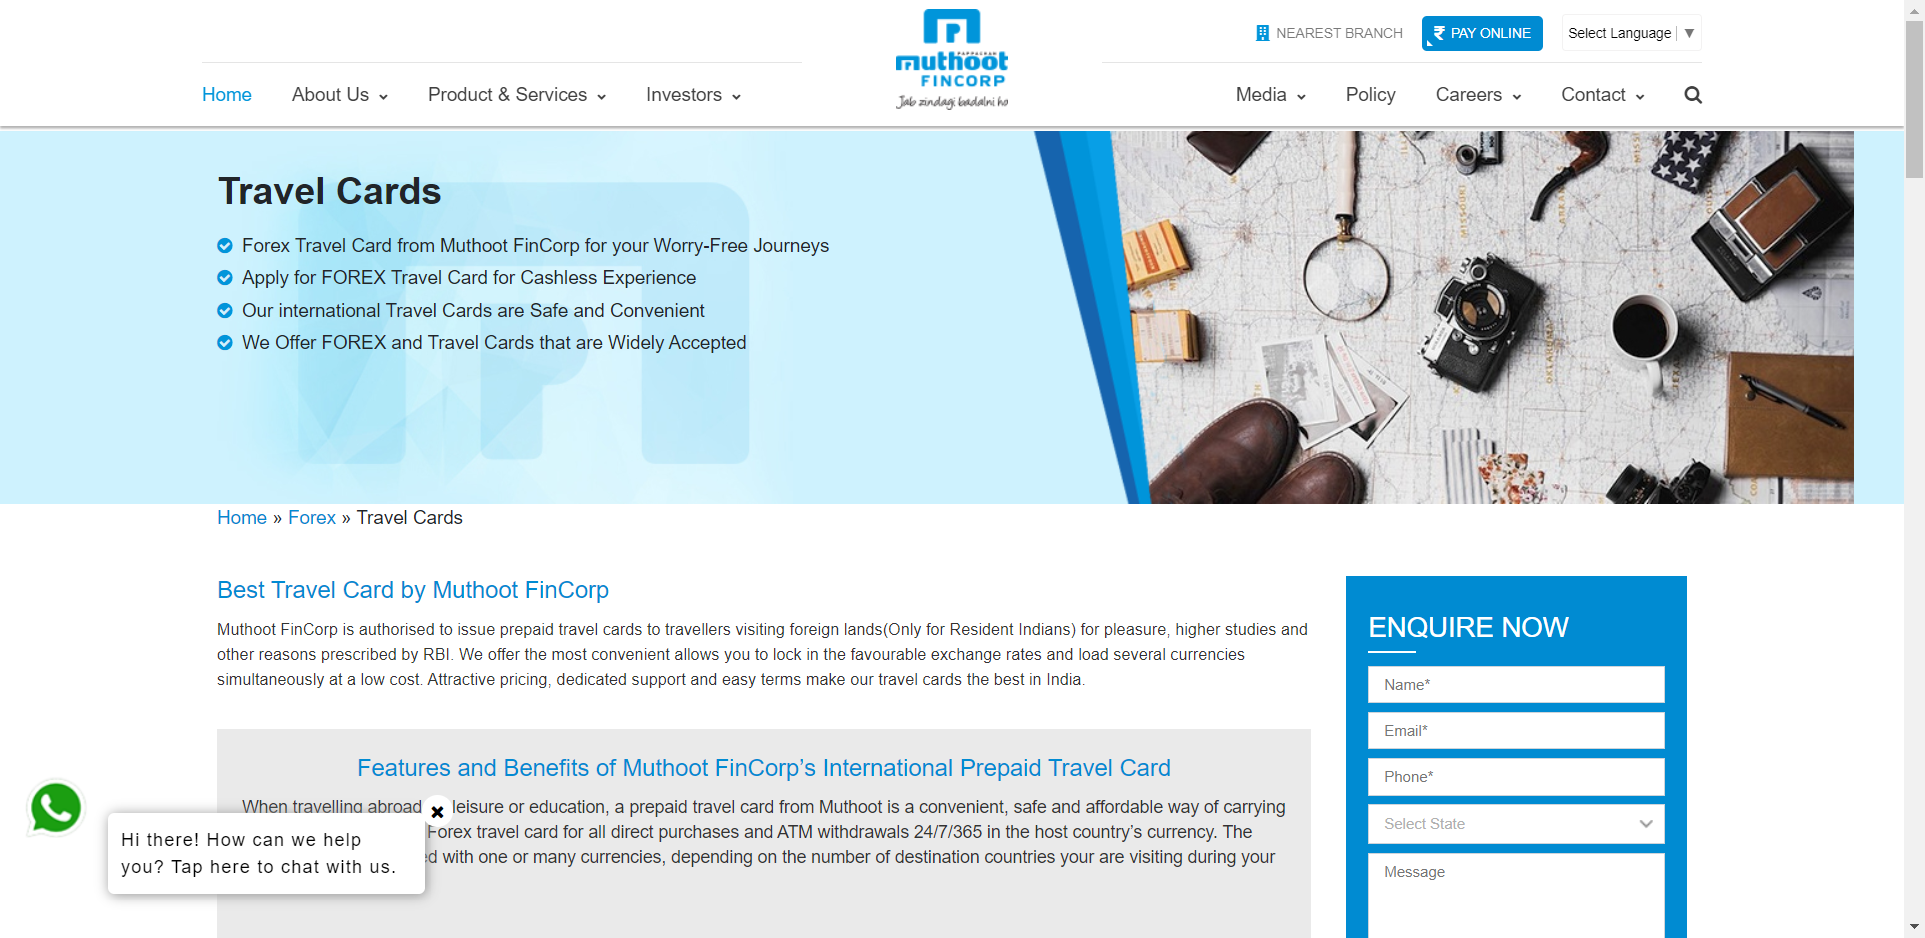 NEAREST BRANCH
PAY ONLINE
Select Language ▼
PAPPACHAN
muthoot
FINCORP
Jab zindagi badalni ho
Home
About Us
Product & Services
Investors
Media
Policy
Careers
Contact
Travel Cards
Forex Travel Card from Muthoot FinCorp for your Worry-Free Journeys
Apply for FOREX Travel Card for Cashless Experience
Our international Travel Cards are Safe and Convenient
We Offer FOREX and Travel Cards that are Widely Accepted
MISSOURI
OKLAHOMA
Home » Forex » Travel Cards
Best Travel Card by Muthoot FinCorp
Muthoot FinCorp is authorised to issue prepaid travel cards to travellers visiting foreign lands(Only for Resident Indians) for pleasure, higher studies and
other reasons prescribed by RBI. We offer the most convenient allows you to lock in the favourable exchange rates and load several currencies
simultaneously at a low cost. Attractive pricing, dedicated support and easy terms make our travel cards the best in India.
Features and Benefits of Muthoot FinCorp's International Prepaid Travel Card
When travelling abroad leisure or education, a prepaid travel card from Muthoot is a convenient, safe and affordable way of carrying
Forex travel card for all direct purchases and ATM withdrawals 24/7/365 in the host country's currency. The
d with one or many currencies, depending on the number of destination countries your are visiting during your
Hi there! How can we help
you? Tap here to chat with us.
ENQUIRE NOW
Name*
Email*
Phone*
Select State
Message